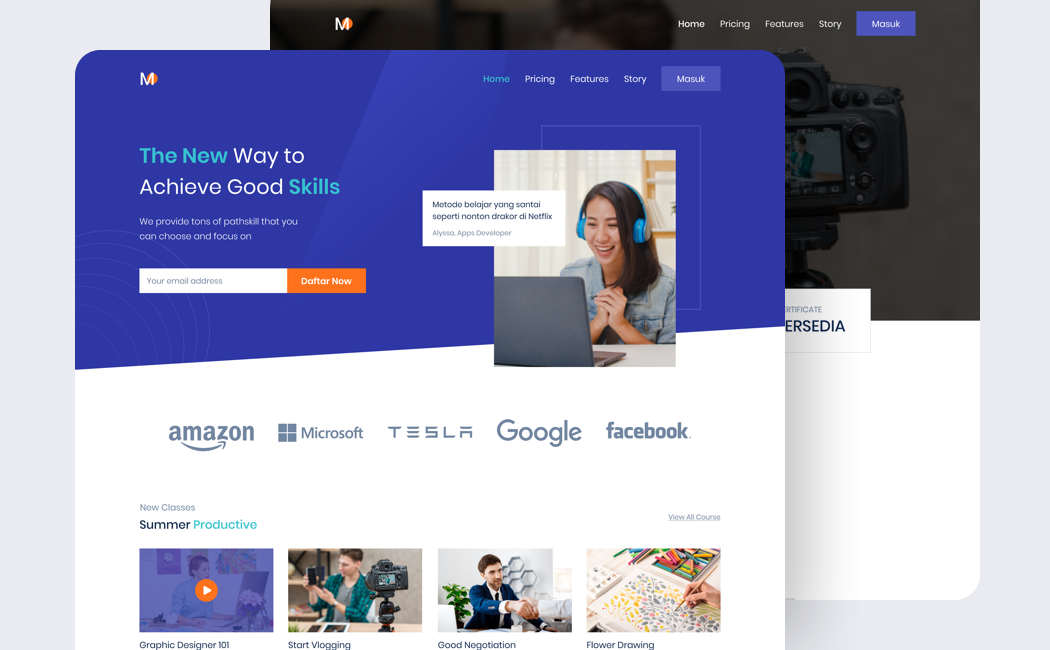 M
Home Pricing Features Story Masuk
M
Home Pricing Features Story Masuk
The New Way to
Achieve Good Skills
We provide tons of pathskill that you
can choose and focus on
Your email address Daftar Now
Metode belajar yang santai
seperti nonton drakor di Netflix
Alyssa, Apps Developer
ERTIFICATE
ERSEDIA
amazon Microsoft TESLA Google facebook.
New Classes
Summer Productive
View All Course
Graphic Designer 101
Start Vlogging
Good Negotiation
Flower Drawing